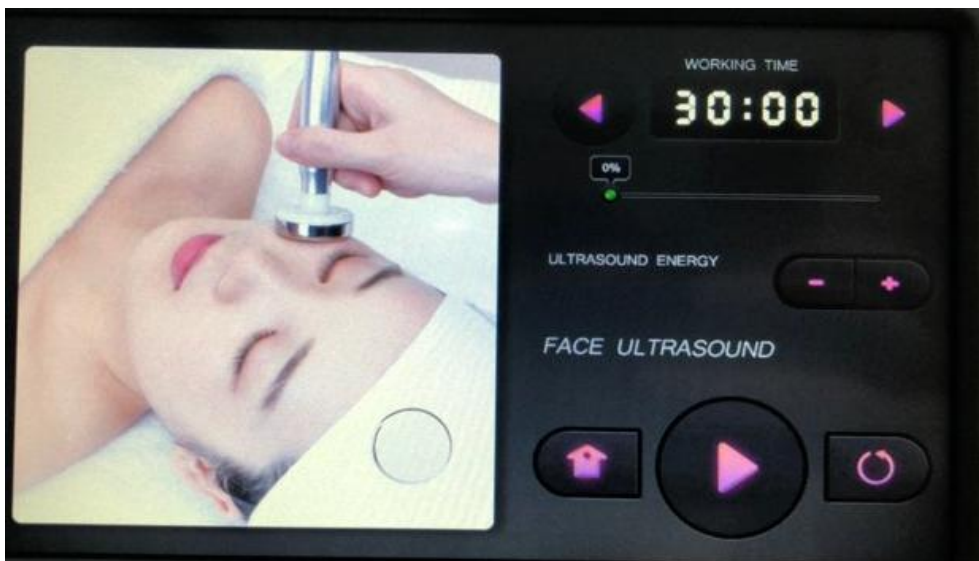 WORKING TIME
30:00
0%
ULTRASOUND ENERGY
- +
FACE ULTRASOUND